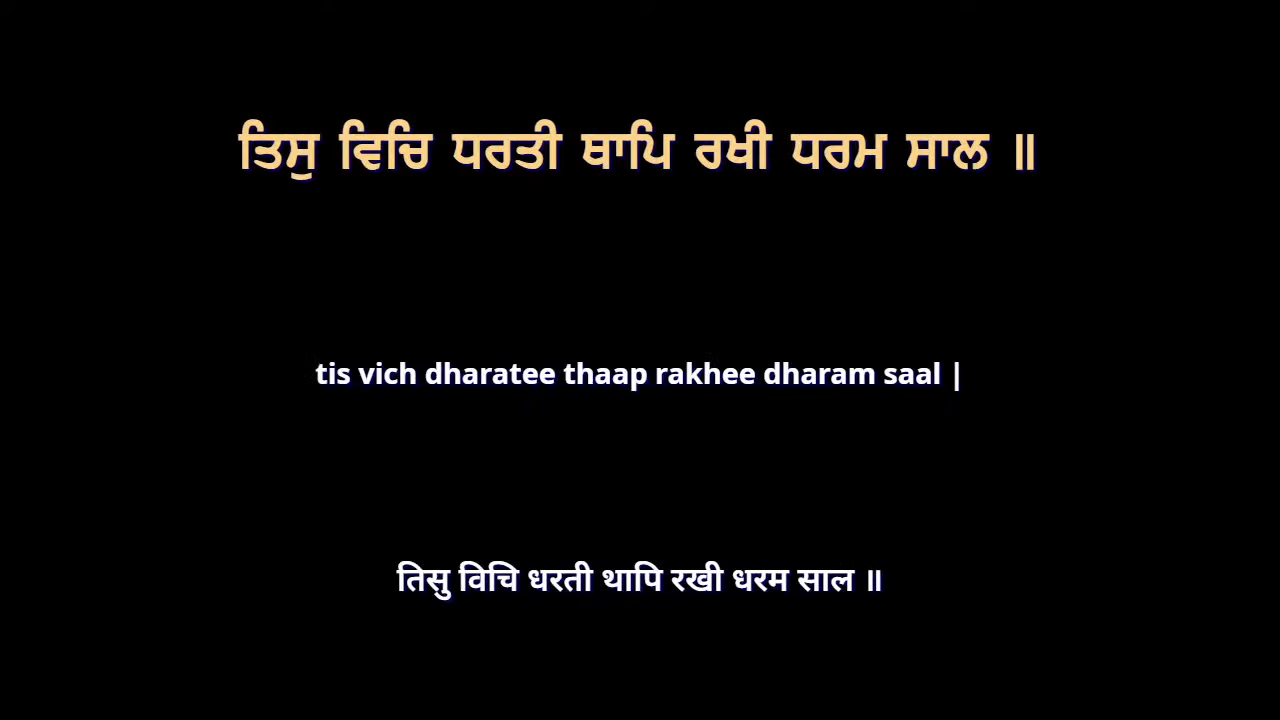 ਤਿਸੁ ਵਿਚਿ ਧਰਤੀ ਥਾਪਿ ਰਖੀ ਧਰਮ ਸਾਲ ॥
tis vich dharatee thaap rakhee dharam saal |
तिसु विचि धरती थापि रखी धरम साल ॥